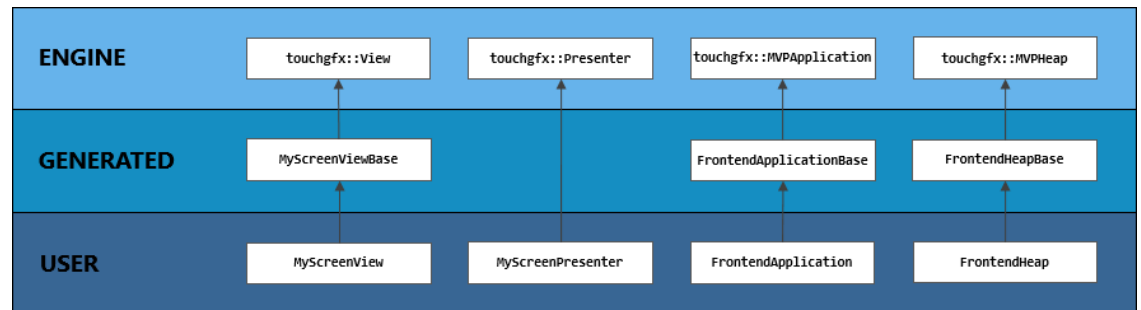 ENGINE
touchgfx::View
touchgfx::Presenter
touchgfx::MVPApplication
touchgfx::MVPHeap
GENERATED
MyScreenViewBase
FrontendApplicationBase
FrontendHeapBase
USER
MyScreenView
MyScreenPresenter
FrontendApplication
FrontendHeap